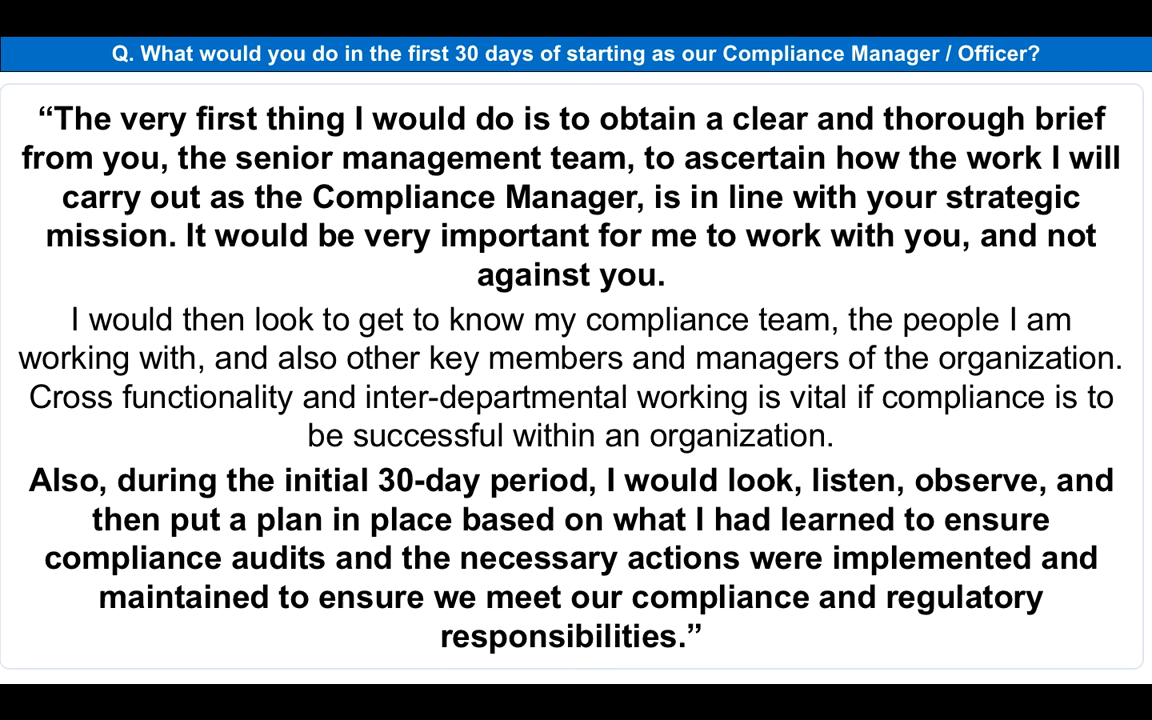 Q. What would you do in the first 30 days of starting as our Compliance Manager / Officer?
“The very first thing I would do is to obtain a clear and thorough brief
from you, the senior management team, to ascertain how the work I will
carry out as the Compliance Manager, is in line with your strategic
mission. It would be very important for me to work with you, and not
against you.
I would then look to get to know my compliance team, the people I am
working with, and also other key members and managers of the organization.
Cross functionality and inter-departmental working is vital if compliance is to
be successful within an organization.
Also, during the initial 30-day period, I would look, listen, observe, and
then put a plan in place based on what I had learned to ensure
compliance audits and the necessary actions were implemented and
maintained to ensure we meet our compliance and regulatory
responsibilities.”